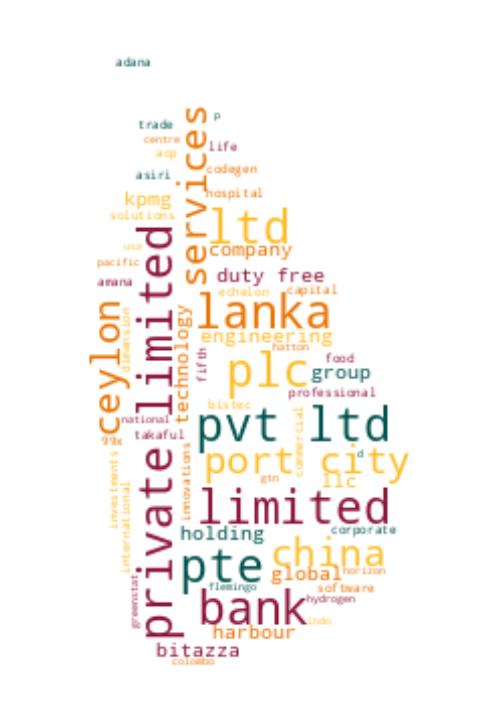 adana
p
trade
centre
life
acp
codegen
asiri
services
hospital
kpmg
solutions
ltd
usa
company
pacific
duty free
amana
private limited
echelon
capital
ceylon
lanka
dimension
technology
engineering
hatton
fifth
food
plc
group
professional
bistec
national
pvt ltd
takaful
99x
commercial
port city
d
innovations
gtn
llc
investments
international
limited
holding
corporate
china
pte
global
horizon
flemingo
software
greenstat
bank
hydrogen
indo
harbour
bitazza
colombo